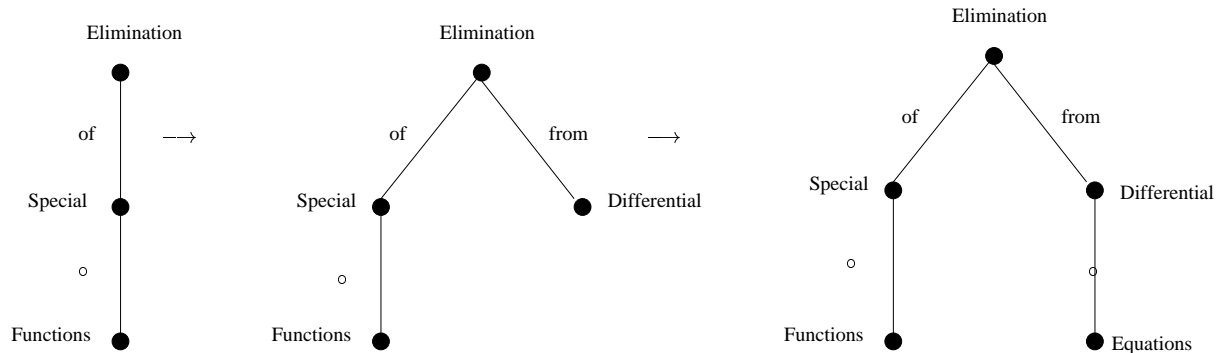 Elimination
of
Special
o
Functions
⟶
Elimination
of
from
Special
Differential
o
Functions
⟶
Elimination
of
from
Special
Differential
o
o
Functions
Equations